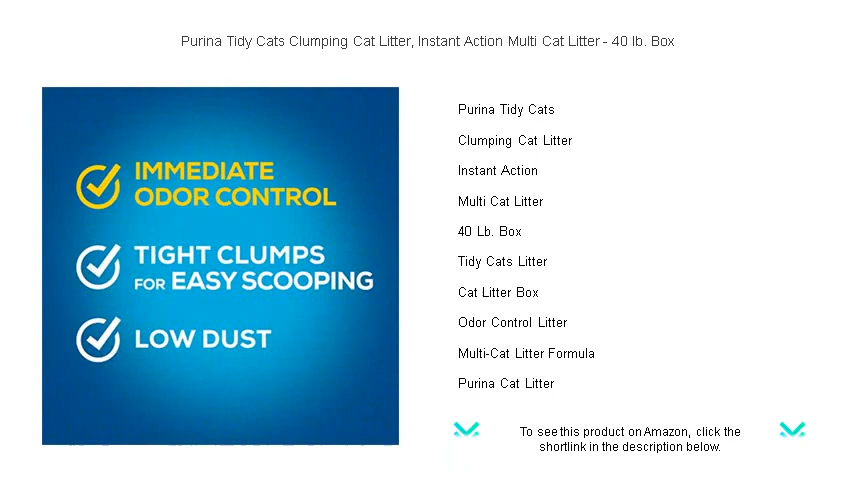 Purina Tidy Cats Clumping Cat Litter, Instant Action Multi Cat Litter - 40 lb. Box
IMMEDIATE
ODOR CONTROL
TIGHT CLUMPS
FOR EASY SCOOPING
LOW DUST
Purina Tidy Cats
Clumping Cat Litter
Instant Action
Multi Cat Litter
40 Lb. Box
Tidy Cats Litter
Cat Litter Box
Odor Control Litter
Multi-Cat Litter Formula
Purina Cat Litter
To see this product on Amazon, click the
shortlink in the description below.